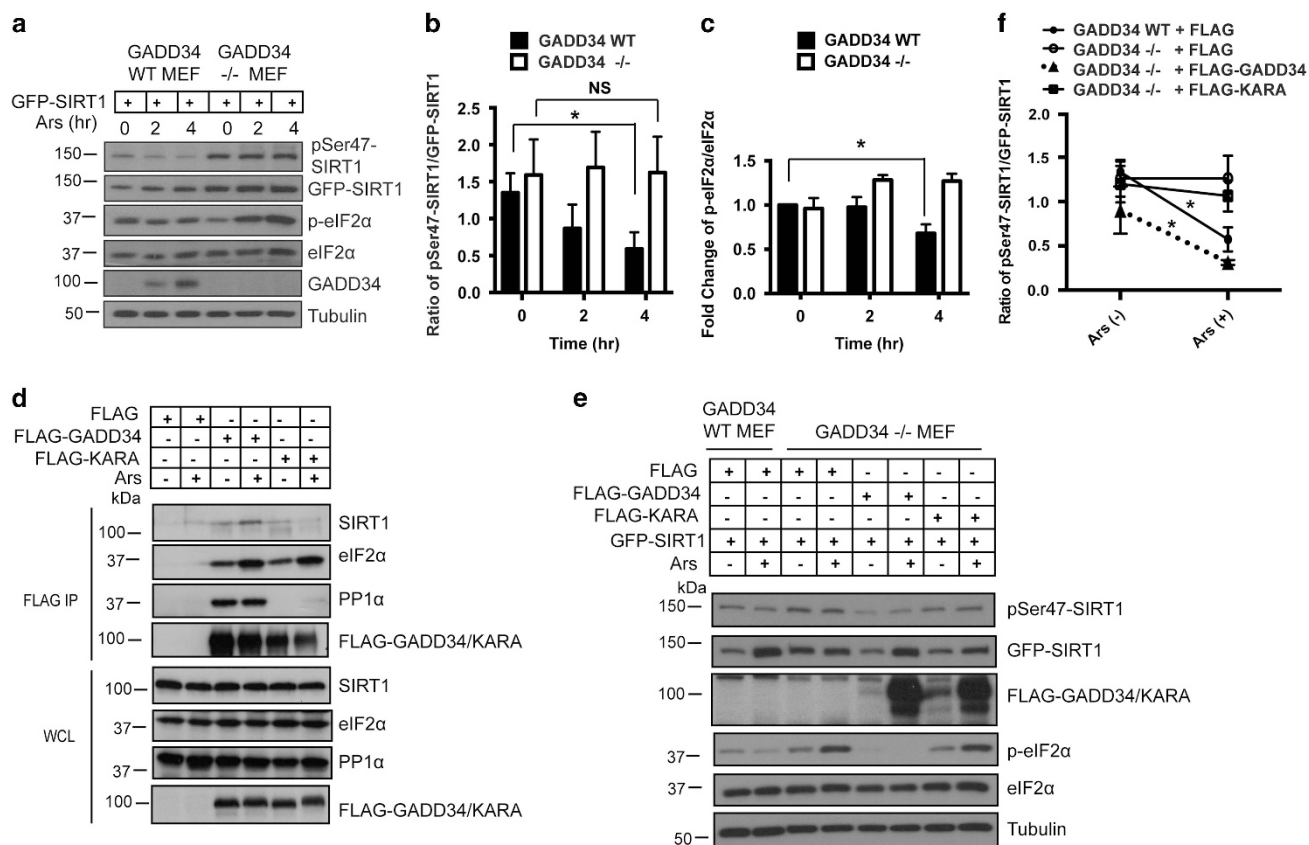 a
GADD34 WT MEF
GADD34 -/- MEF
GFP-SIRT1 + + + + + +
Ars (hr) 0 2 4 0 2 4
150 pSer47-SIRT1
150 GFP-SIRT1
37 p-eIF2α
37 eIF2α
100 GADD34
50 Tubulin
b
GADD34 WT
GADD34 -/-
Ratio of pSer47-SIRT1/GFP-SIRT1
2.5
2.0
1.5
1.0
0.5
0.0
NS
*
0 2 4
Time (hr)
c
GADD34 WT
GADD34 -/-
Fold Change of p-eIF2α/eIF2α
1.5
1.0
0.5
0.0
*
0 2 4
Time (hr)
f
GADD34 WT + FLAG
GADD34 -/- + FLAG
GADD34 -/- + FLAG-GADD34
GADD34 -/- + FLAG-KARA
Ratio of pSer47-SIRT1/GFP-SIRT1
2.0
1.5
1.0
0.5
0.0
*
*
Ars (-) Ars (+)
d
FLAG + + - - - -
FLAG-GADD34 - - + + - -
FLAG-KARA - - - - + +
Ars - + - + - +
kDa
FLAG IP
100 SIRT1
37 eIF2α
37 PP1α
100 FLAG-GADD34/KARA
WCL
100 SIRT1
37 eIF2α
37 PP1α
100 FLAG-GADD34/KARA
e
GADD34 WT MEF
GADD34 -/- MEF
FLAG + + + + - - - -
FLAG-GADD34 - - - - + + - -
FLAG-KARA - - - - - - + +
GFP-SIRT1 + + + + + + + +
Ars - + - + - + - +
kDa
150 pSer47-SIRT1
150 GFP-SIRT1
100 FLAG-GADD34/KARA
37 p-eIF2α
37 eIF2α
50 Tubulin